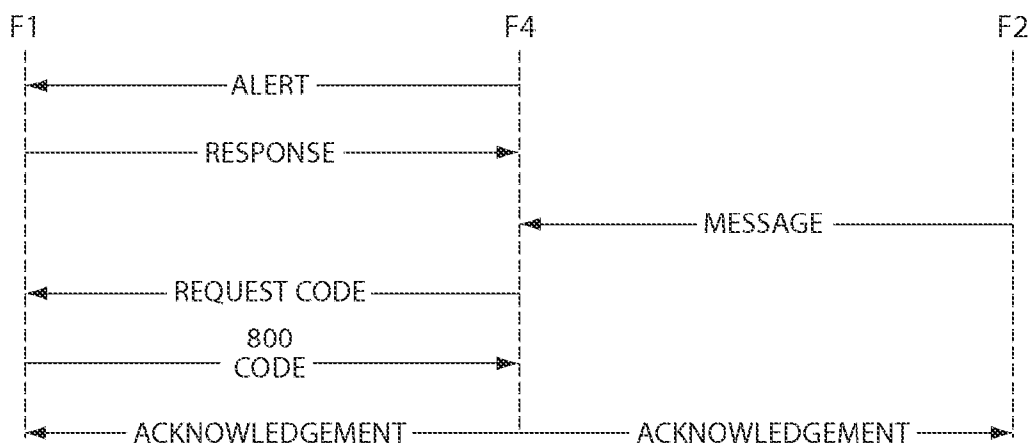 F1 F4 F2
ALERT
RESPONSE
MESSAGE
REQUEST CODE
800
CODE
ACKNOWLEDGEMENT ACKNOWLEDGEMENT